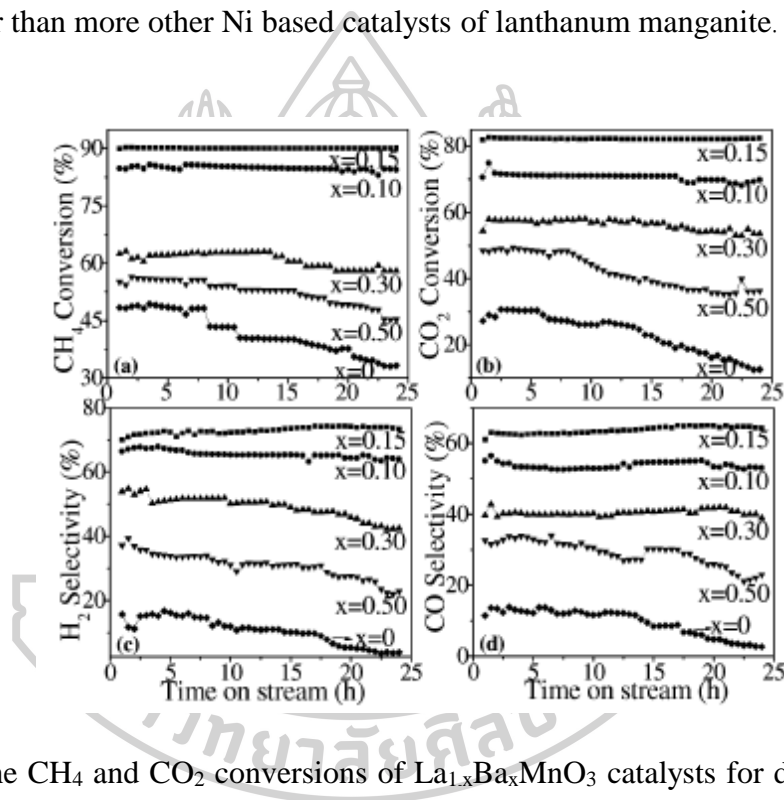 r than more other Ni based catalysts of lanthanum manganite.
CH4 Conversion (%)
90
75
60
45
30
x=0.15
x=0.10
x=0.30
x=0.50
x=0
(a)
0 5 10 15 20 25
CO2 Conversion (%)
80
60
40
20
x=0.15
x=0.10
x=0.30
x=0.50
x=0
(b)
0 5 10 15 20 25
H2 Selectivity (%)
80
60
40
20
x=0.15
x=0.10
x=0.30
x=0.50
x=0
(c)
0 5 10 15 20 25
Time on stream (h)
CO Selectivity (%)
60
40
20
0
x=0.15
x=0.10
x=0.30
x=0.50
x=0
(d)
0 5 10 15 20 25
Time on stream (h)
ne CH4 and CO2 conversions of La1-xBaxMnO3 catalysts for d